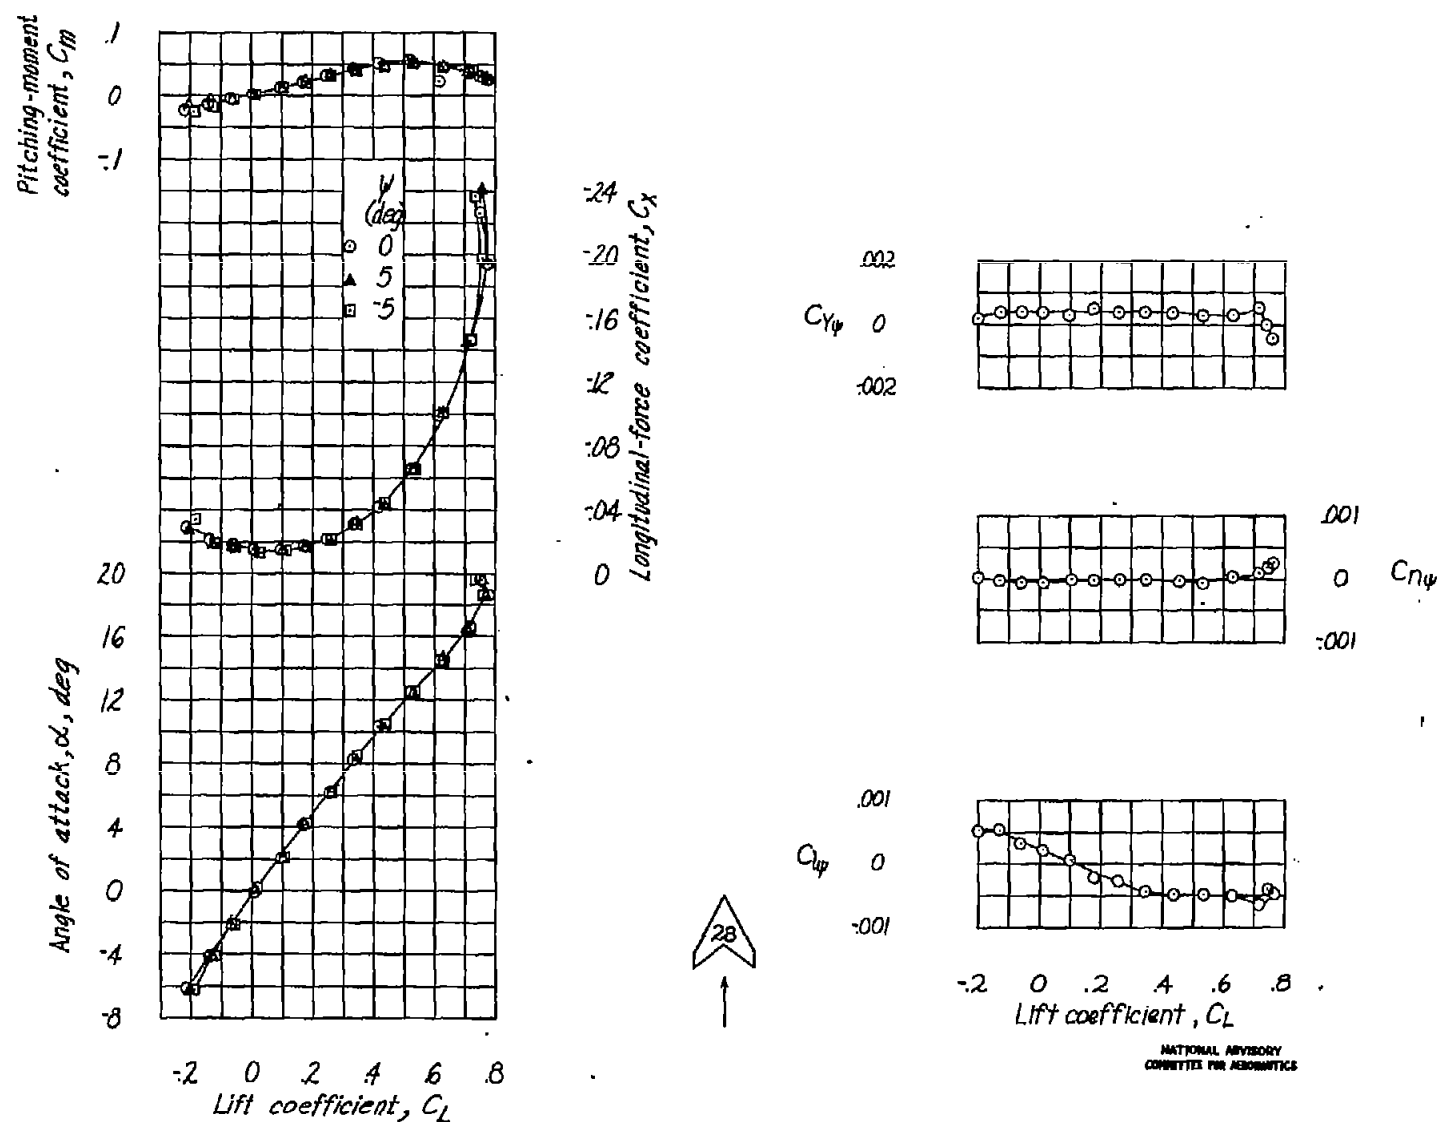 Pitching-moment
coefficient, Cm
.1
0
-.1
ψ
(deg)
0
5
-5
-.24
-.20
-.16
-.12
-.08
-.04
0
Longitudinal-force coefficient, Cx
20
16
12
8
4
0
-4
-8
Angle of attack, α, deg
-.2 0 .2 .4 .6 .8
Lift coefficient, CL
28
.002
CYψ 0
-.002
.001
0 Cnψ
-.001
.001
Clψ 0
-.001
-.2 0 .2 .4 .6 .8
Lift coefficient, CL
NATIONAL ADVISORY
COMMITTEE FOR AERONAUTICS